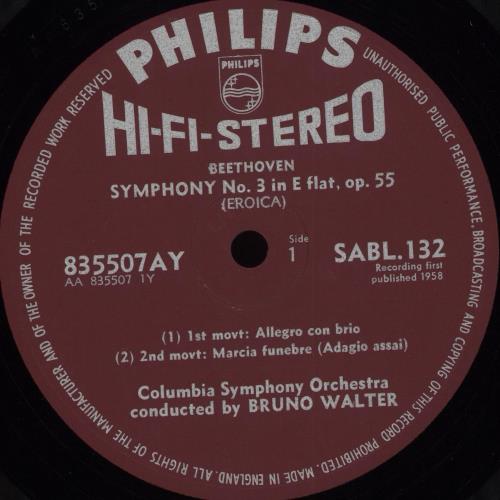 PHILIPS
PHILIPS
HI-FI-STEREO
BEETHOVEN
SYMPHONY No. 3 in E flat, op. 55
(EROICA)
835507AY
AA 835507 1Y
Side
1
SABL.132
Recording first
published 1958
(1) 1st movt: Allegro con brio
(2) 2nd movt: Marcia funebre (Adagio assai)
Columbia Symphony Orchestra
conducted by BRUNO WALTER
ALL RIGHTS OF THE MANUFACTURER AND OF THE OWNER OF THE RECORDED WORK RESERVED
UNAUTHORISED PUBLIC PERFORMANCE, BROADCASTING AND COPYING OF THIS RECORD PROHIBITED. MADE IN ENGLAND.